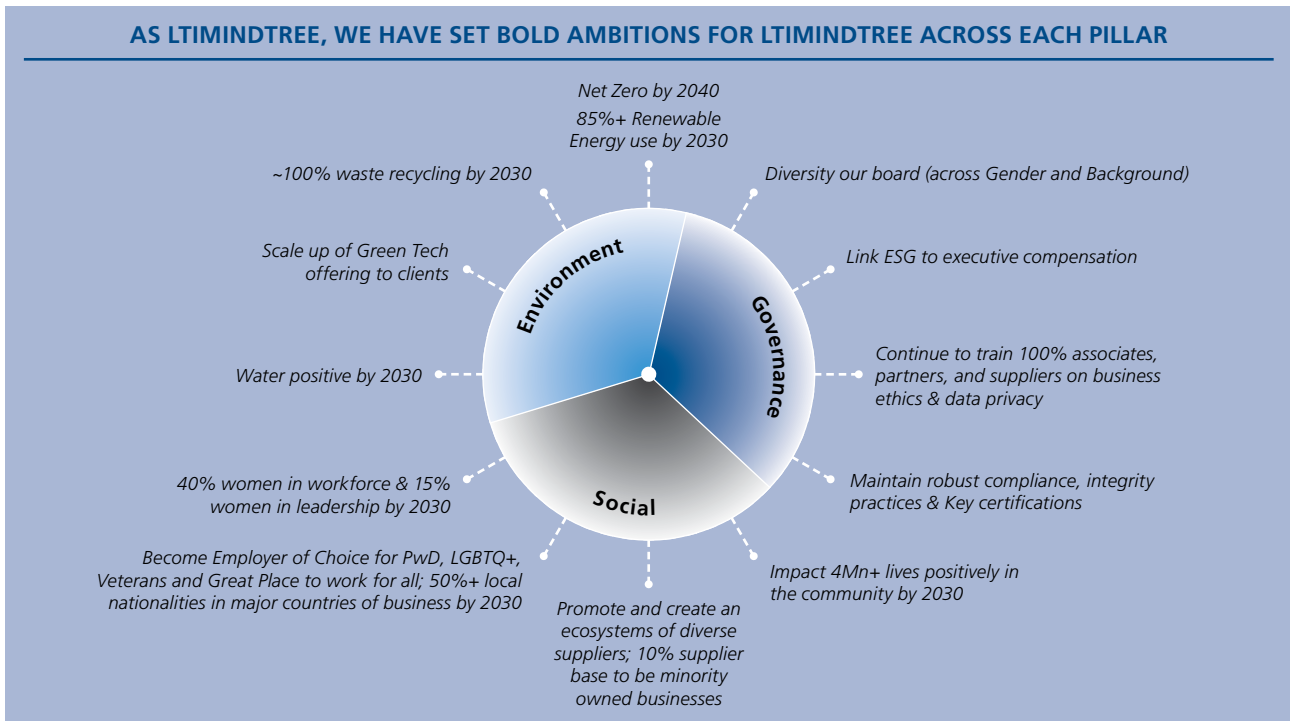 AS LTIMINDTREE, WE HAVE SET BOLD AMBITIONS FOR LTIMINDTREE ACROSS EACH PILLAR
Net Zero by 2040
85%+ Renewable
Energy use by 2030
Diversity our board (across Gender and Background)
Link ESG to executive compensation
Continue to train 100% associates,
partners, and suppliers on business
ethics & data privacy
Maintain robust compliance, integrity
practices & Key certifications
Impact 4Mn+ lives positively in
the community by 2030
Promote and create an
ecosystems of diverse
suppliers; 10% supplier
base to be minority
owned businesses
Become Employer of Choice for PwD, LGBTQ+,
Veterans and Great Place to work for all; 50%+ local
nationalities in major countries of business by 2030
40% women in workforce & 15%
women in leadership by 2030
Water positive by 2030
Scale up of Green Tech
offering to clients
~100% waste recycling by 2030
Environment
Governance
Social